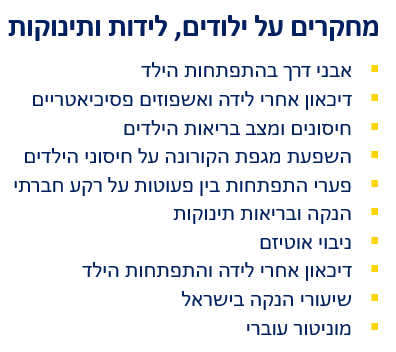 מחקרים על ילודים, לידות ותינוקות
אבני דרך בהתפתחות הילד
דיכאון אחרי לידה ואשפוזים פסיכיאטריים
חיסונים ומצב בריאות הילדים
השפעת מגפת הקורונה על חיסוני הילדים
פערי התפתחות בין פעוטות על רקע חברתי
הנקה ובריאות תינוקות
ניבוי אוטיזם
דיכאון אחרי לידה והתפתחות הילד
שיעורי הנקה בישראל
מוניטור עוברי